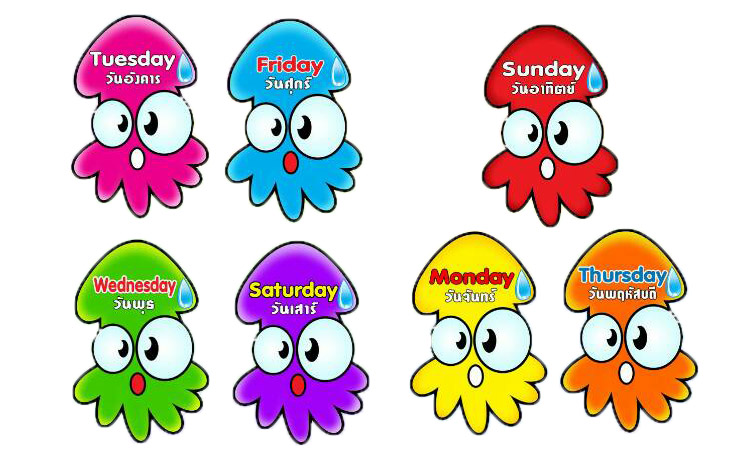 Tuesday
วันอังคาร
Friday
วันศุกร์
Sunday
วันอาทิตย์
Wednesday
วันพุธ
Saturday
วันเสาร์
Monday
วันจันทร์
Thursday
วันพฤหัสบดี